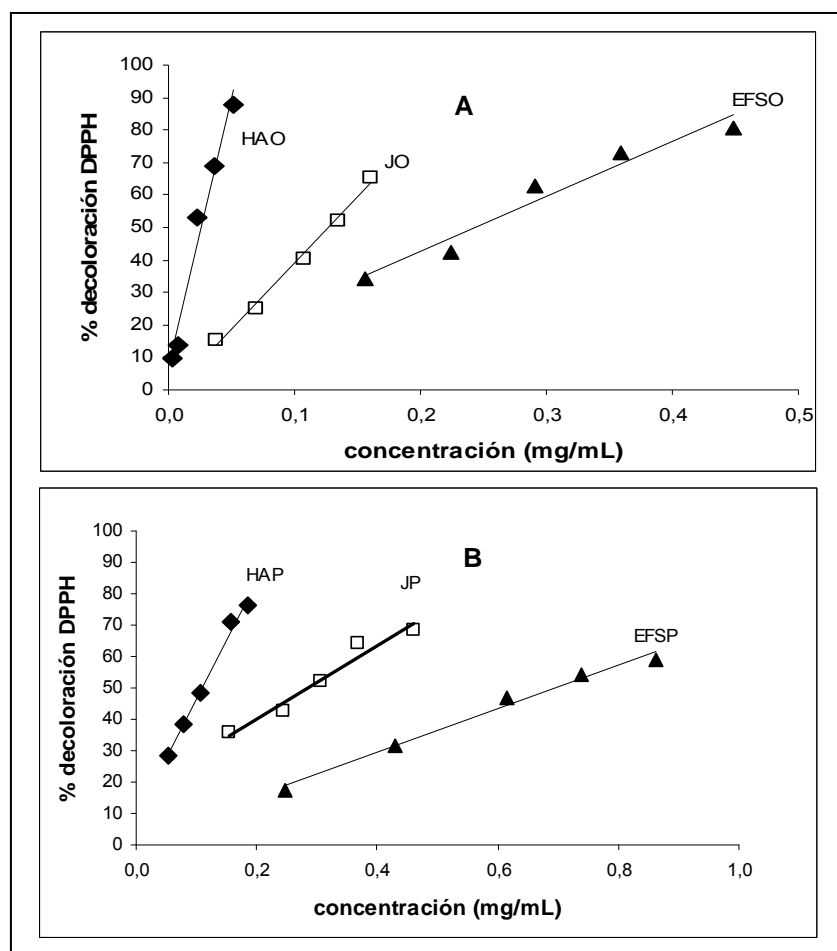 A
HAO
JO
EFSO
% decoloración DPPH
100
90
80
70
60
50
40
30
20
10
0
0,0 0,1 0,2 0,3 0,4 0,5
concentración (mg/mL)
B
HAP
JP
EFSP
% decoloración DPPH
100
90
80
70
60
50
40
30
20
10
0
0,0 0,2 0,4 0,6 0,8 1,0
concentración (mg/mL)